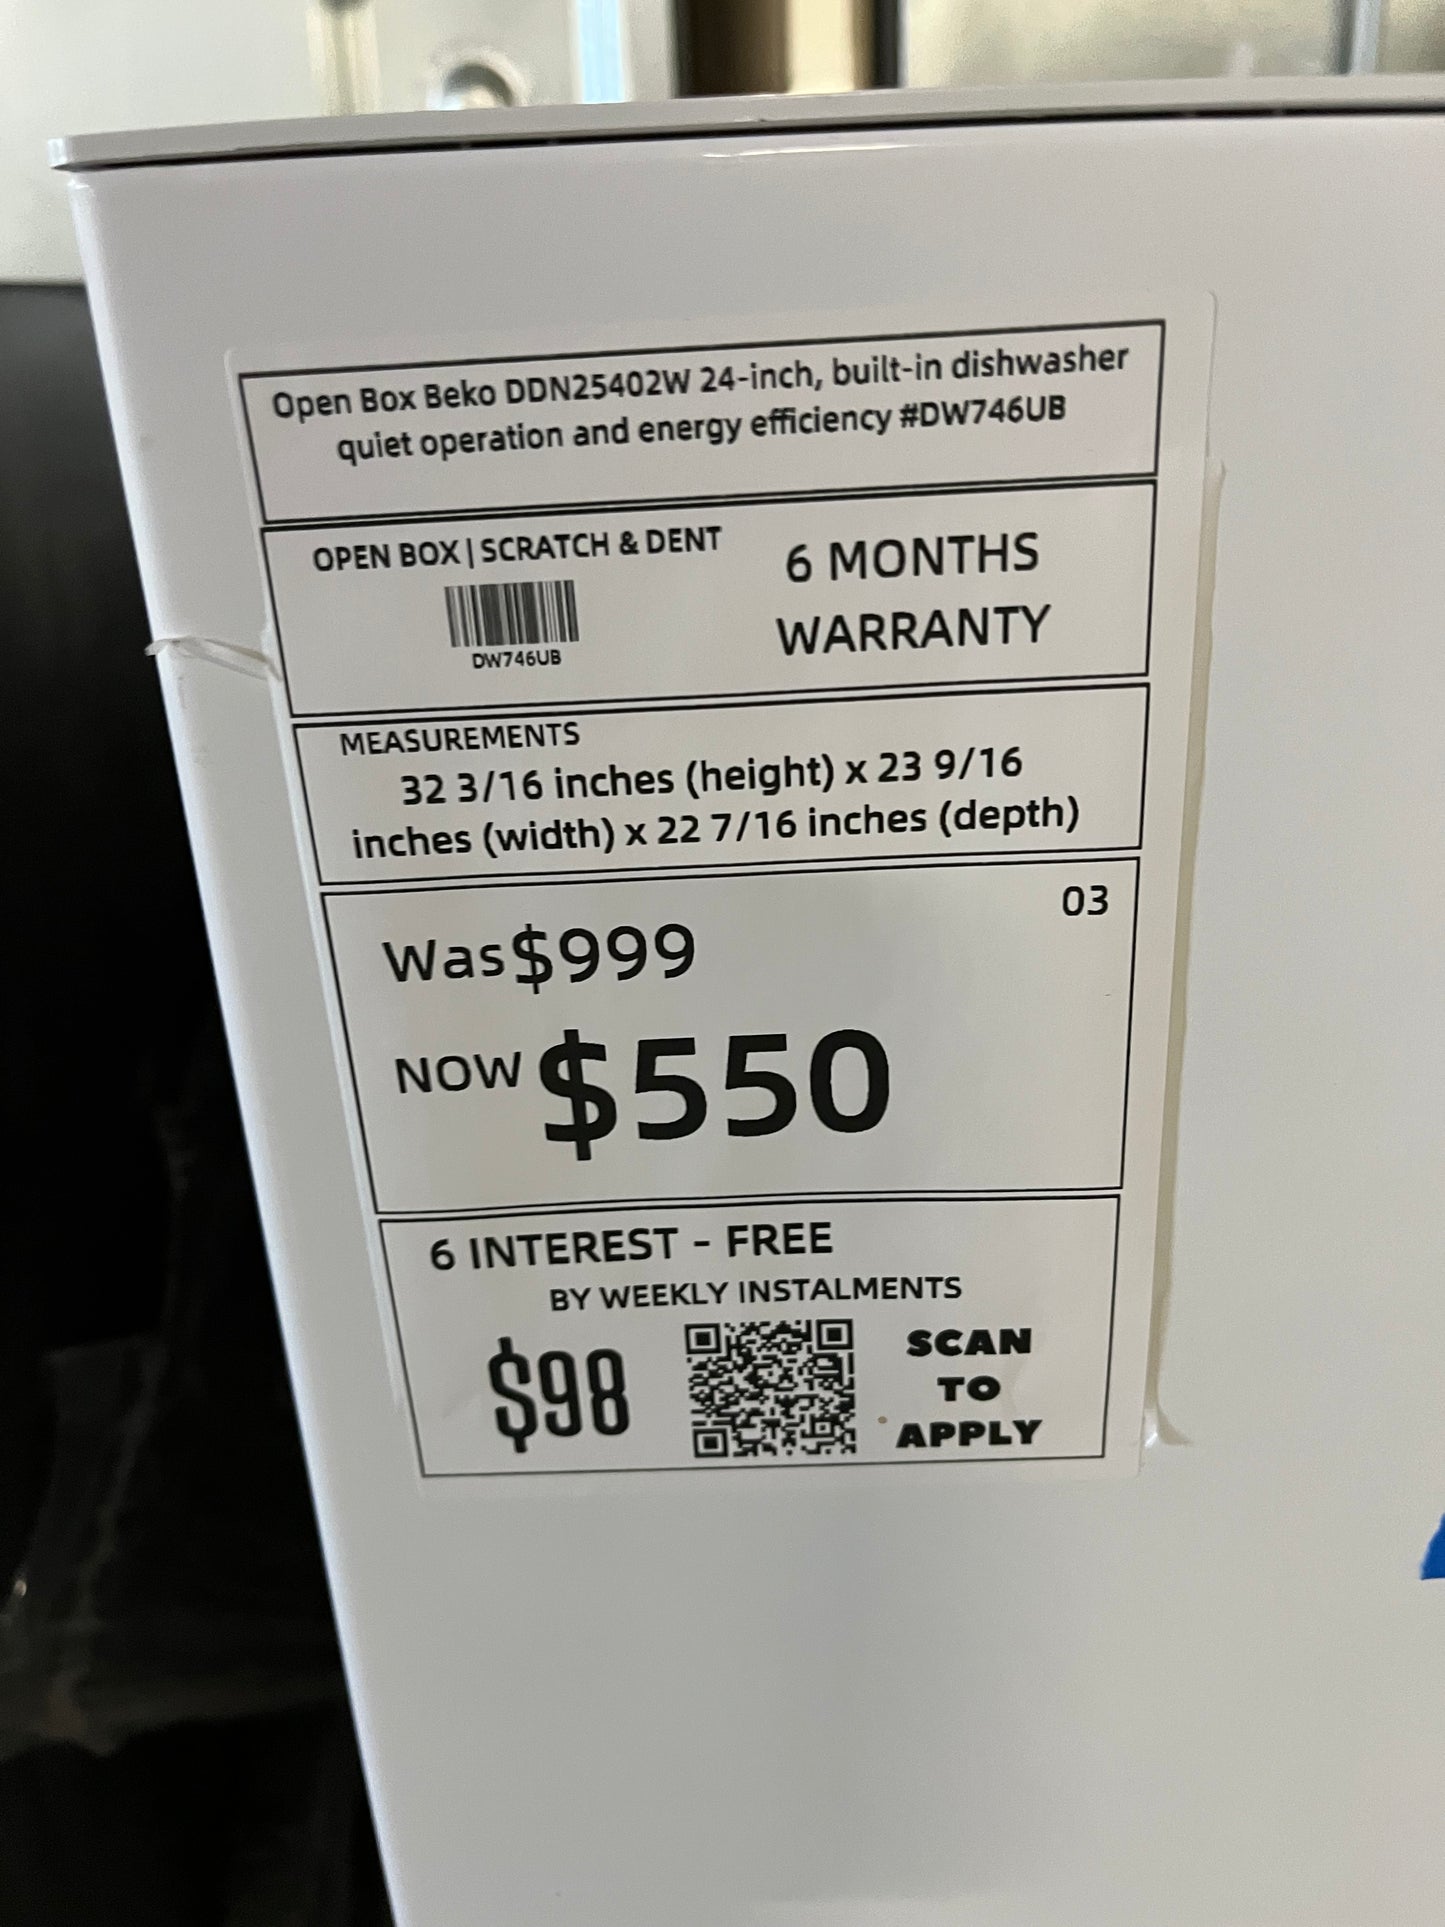 Open Box Beko DDN25402W 24-inch, built-in dishwasher
quiet operation and energy efficiency #DW746UB
OPEN BOX | SCRATCH & DENT
DW746UB
6 MONTHS
WARRANTY
MEASUREMENTS
32 3/16 inches (height) x 23 9/16
inches (width) x 22 7/16 inches (depth)
03
Was $999
NOW $550
6 INTEREST - FREE
BY WEEKLY INSTALMENTS
$98
SCAN
TO
APPLY